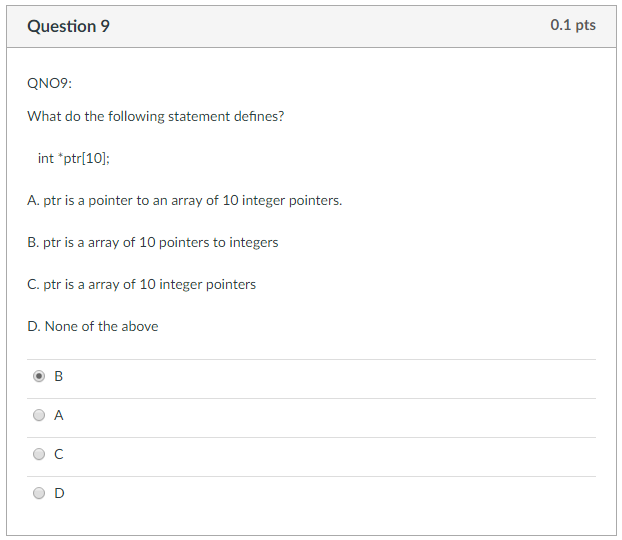 Question 9
0.1 pts
QNO9:
What do the following statement defines?
int *ptr[10];
A. ptr is a pointer to an array of 10 integer pointers.
B. ptr is a array of 10 pointers to integers
C. ptr is a array of 10 integer pointers
D. None of the above
B
A
C
D